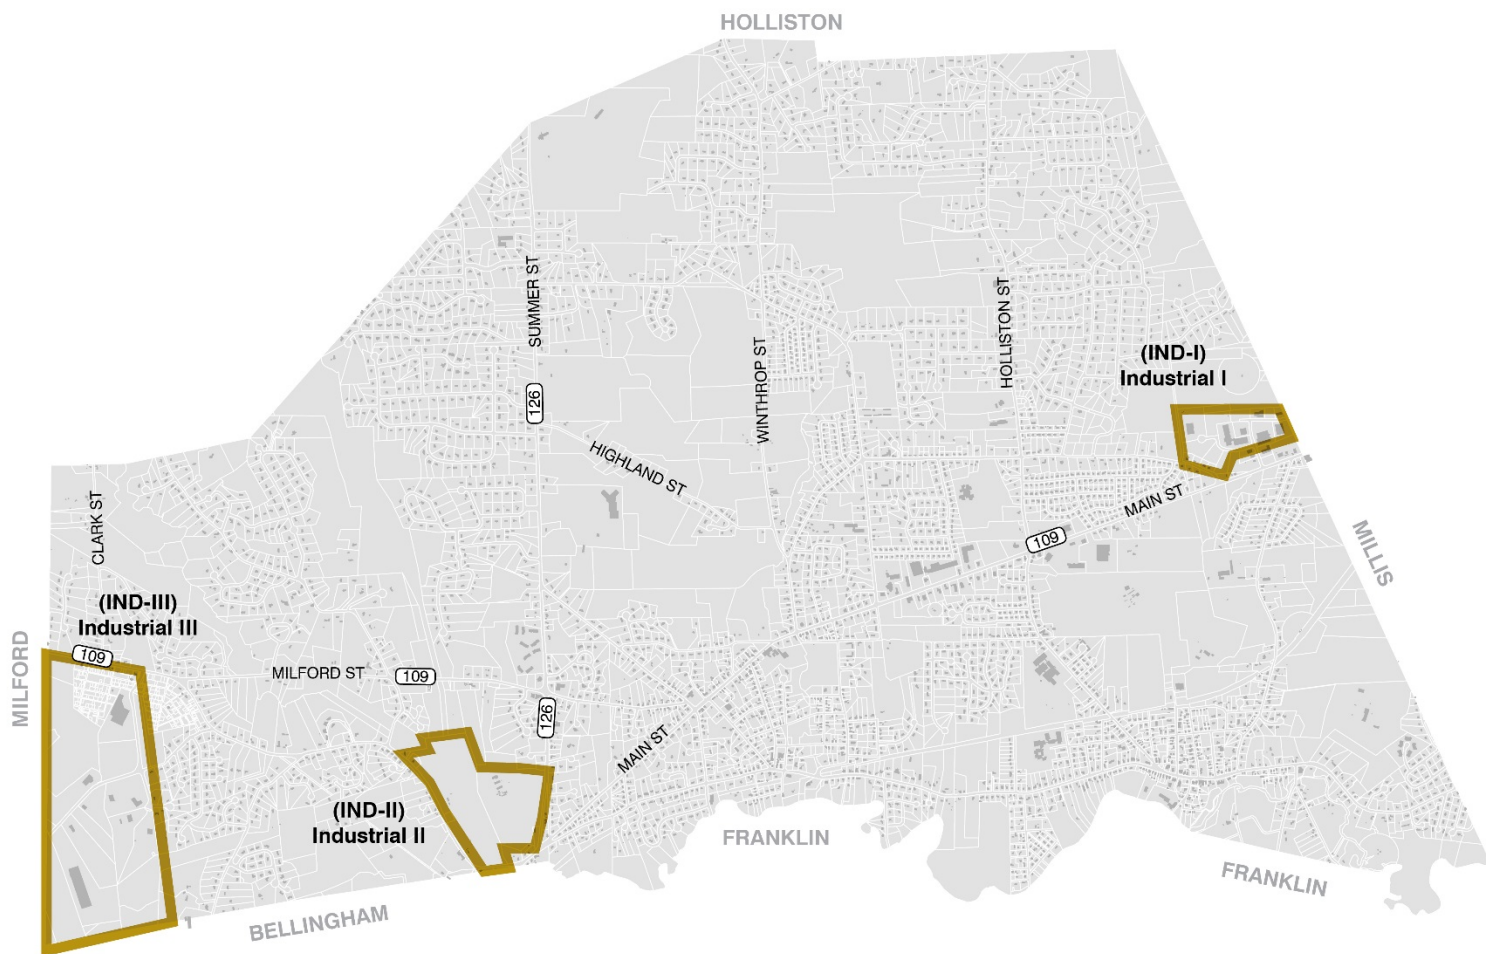 HOLLISTON
SUMMER ST
HOLLISTON ST
WINTHROP ST
(IND-I)
Industrial I
126
HIGHLAND ST
MAIN ST
CLARK ST
109
MILLIS
(IND-III)
Industrial III
MILFORD
109
MILFORD ST
109
126
MAIN ST
(IND-II)
Industrial II
FRANKLIN
FRANKLIN
BELLINGHAM